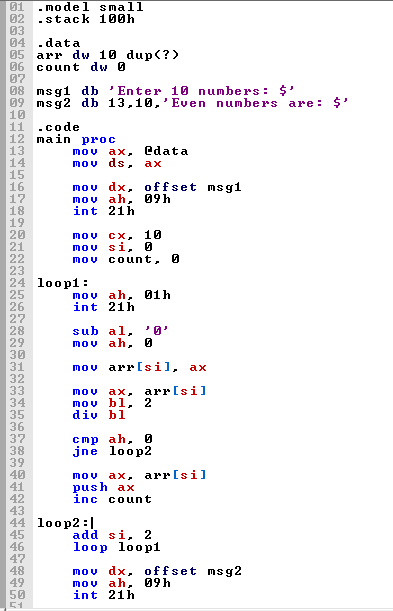 01 .model small
02 .stack 100h
03
04 .data
05 arr dw 10 dup(?)
06 count dw 0
07
08 msg1 db 'Enter 10 numbers: $'
09 msg2 db 13,10,'Even numbers are: $'
10
11 .code
12 main proc
13 mov ax, @data
14 mov ds, ax
15
16 mov dx, offset msg1
17 mov ah, 09h
18 int 21h
19
20 mov cx, 10
21 mov si, 0
22 mov count, 0
23
24 loop1:
25 mov ah, 01h
26 int 21h
27
28 sub al, '0'
29 mov ah, 0
30
31 mov arr[si], ax
32
33 mov ax, arr[si]
34 mov bl, 2
35 div bl
36
37 cmp ah, 0
38 jne loop2
39
40 mov ax, arr[si]
41 push ax
42 inc count
43
44 loop2:
45 add si, 2
46 loop loop1
47
48 mov dx, offset msg2
49 mov ah, 09h
50 int 21h
51